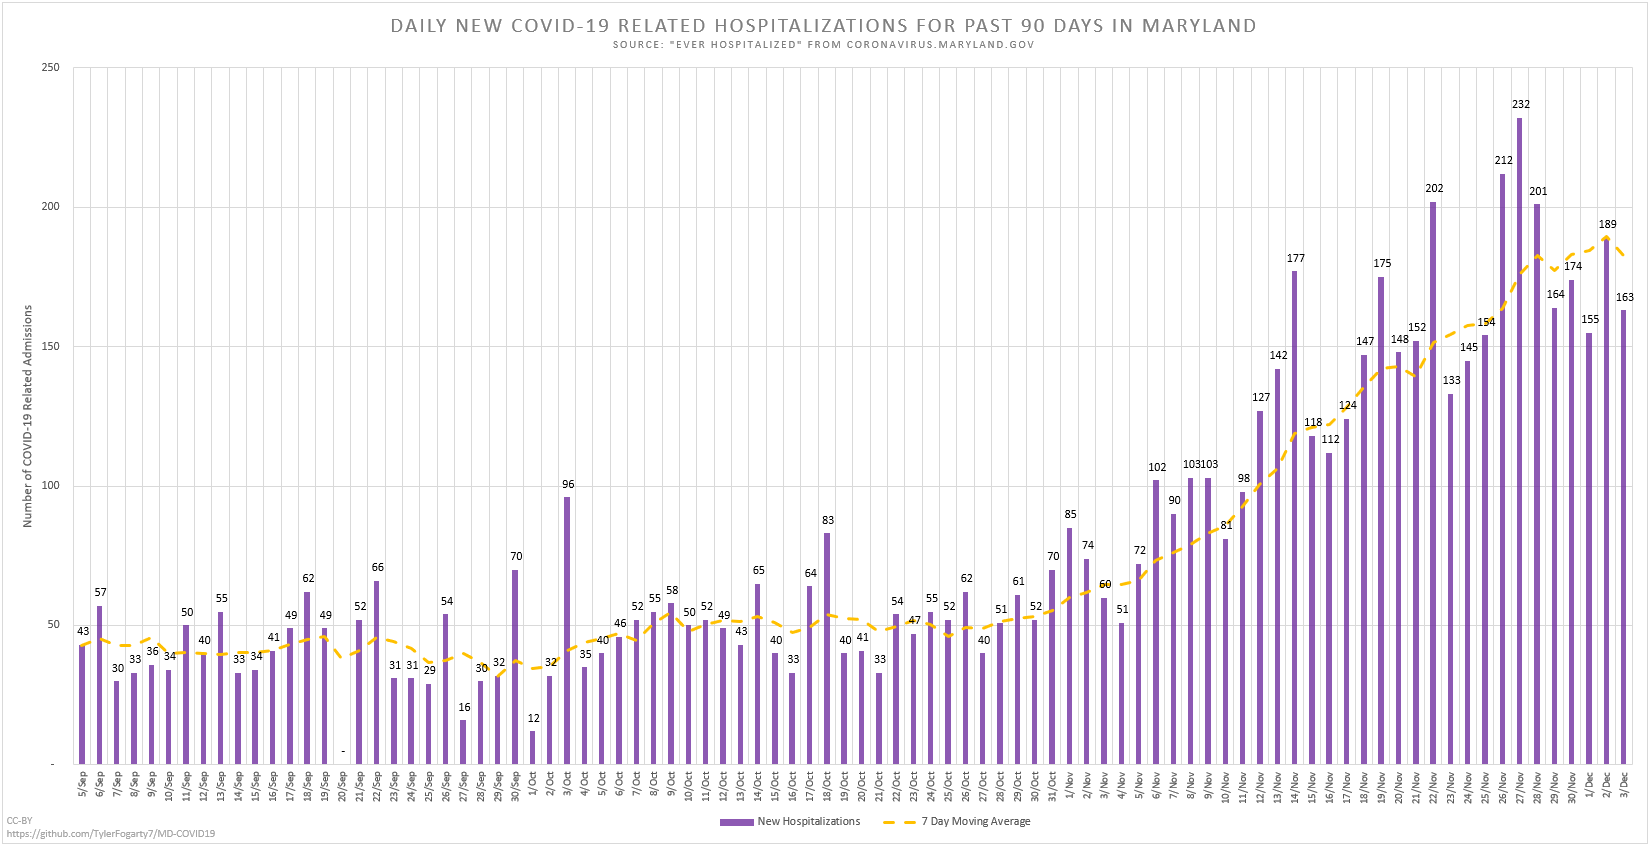 DAILY NEW COVID-19 RELATED HOSPITALIZATIONS FOR PAST 90 DAYS IN MARYLAND
SOURCE: "EVER HOSPITALIZED" FROM CORONAVIRUS.MARYLAND.GOV
Number of COVID-19 Related Admissions
250
200
150
100
50
-
43 57 30 33 36 34 50 40 55 33 34 41 49 62 49 - 52 66 31 31 29 54 16 30 32 70 12 32 96 35 40 46 52 55 58 50 52 49 43 65 40 33 64 83 40 41 33 54 47 55 52 62 40 51 61 52 70 85 74 60 51 72 102 90 103 103 81 98 127 142 177 118 112 124 147 175 148 152 202 133 145 154 212 232 201 164 174 155 189 163
5/Sep 6/Sep 7/Sep 8/Sep 9/Sep 10/Sep 11/Sep 12/Sep 13/Sep 14/Sep 15/Sep 16/Sep 17/Sep 18/Sep 19/Sep 20/Sep 21/Sep 22/Sep 23/Sep 24/Sep 25/Sep 26/Sep 27/Sep 28/Sep 29/Sep 30/Sep 1/Oct 2/Oct 3/Oct 4/Oct 5/Oct 6/Oct 7/Oct 8/Oct 9/Oct 10/Oct 11/Oct 12/Oct 13/Oct 14/Oct 15/Oct 16/Oct 17/Oct 18/Oct 19/Oct 20/Oct 21/Oct 22/Oct 23/Oct 24/Oct 25/Oct 26/Oct 27/Oct 28/Oct 29/Oct 30/Oct 31/Oct 1/Nov 2/Nov 3/Nov 4/Nov 5/Nov 6/Nov 7/Nov 8/Nov 9/Nov 10/Nov 11/Nov 12/Nov 13/Nov 14/Nov 15/Nov 16/Nov 17/Nov 18/Nov 19/Nov 20/Nov 21/Nov 22/Nov 23/Nov 24/Nov 25/Nov 26/Nov 27/Nov 28/Nov 29/Nov 30/Nov 1/Dec 2/Dec 3/Dec
New Hospitalizations 7 Day Moving Average
CC-BY
https://github.com/TylerFogarty7/MD-COVID19